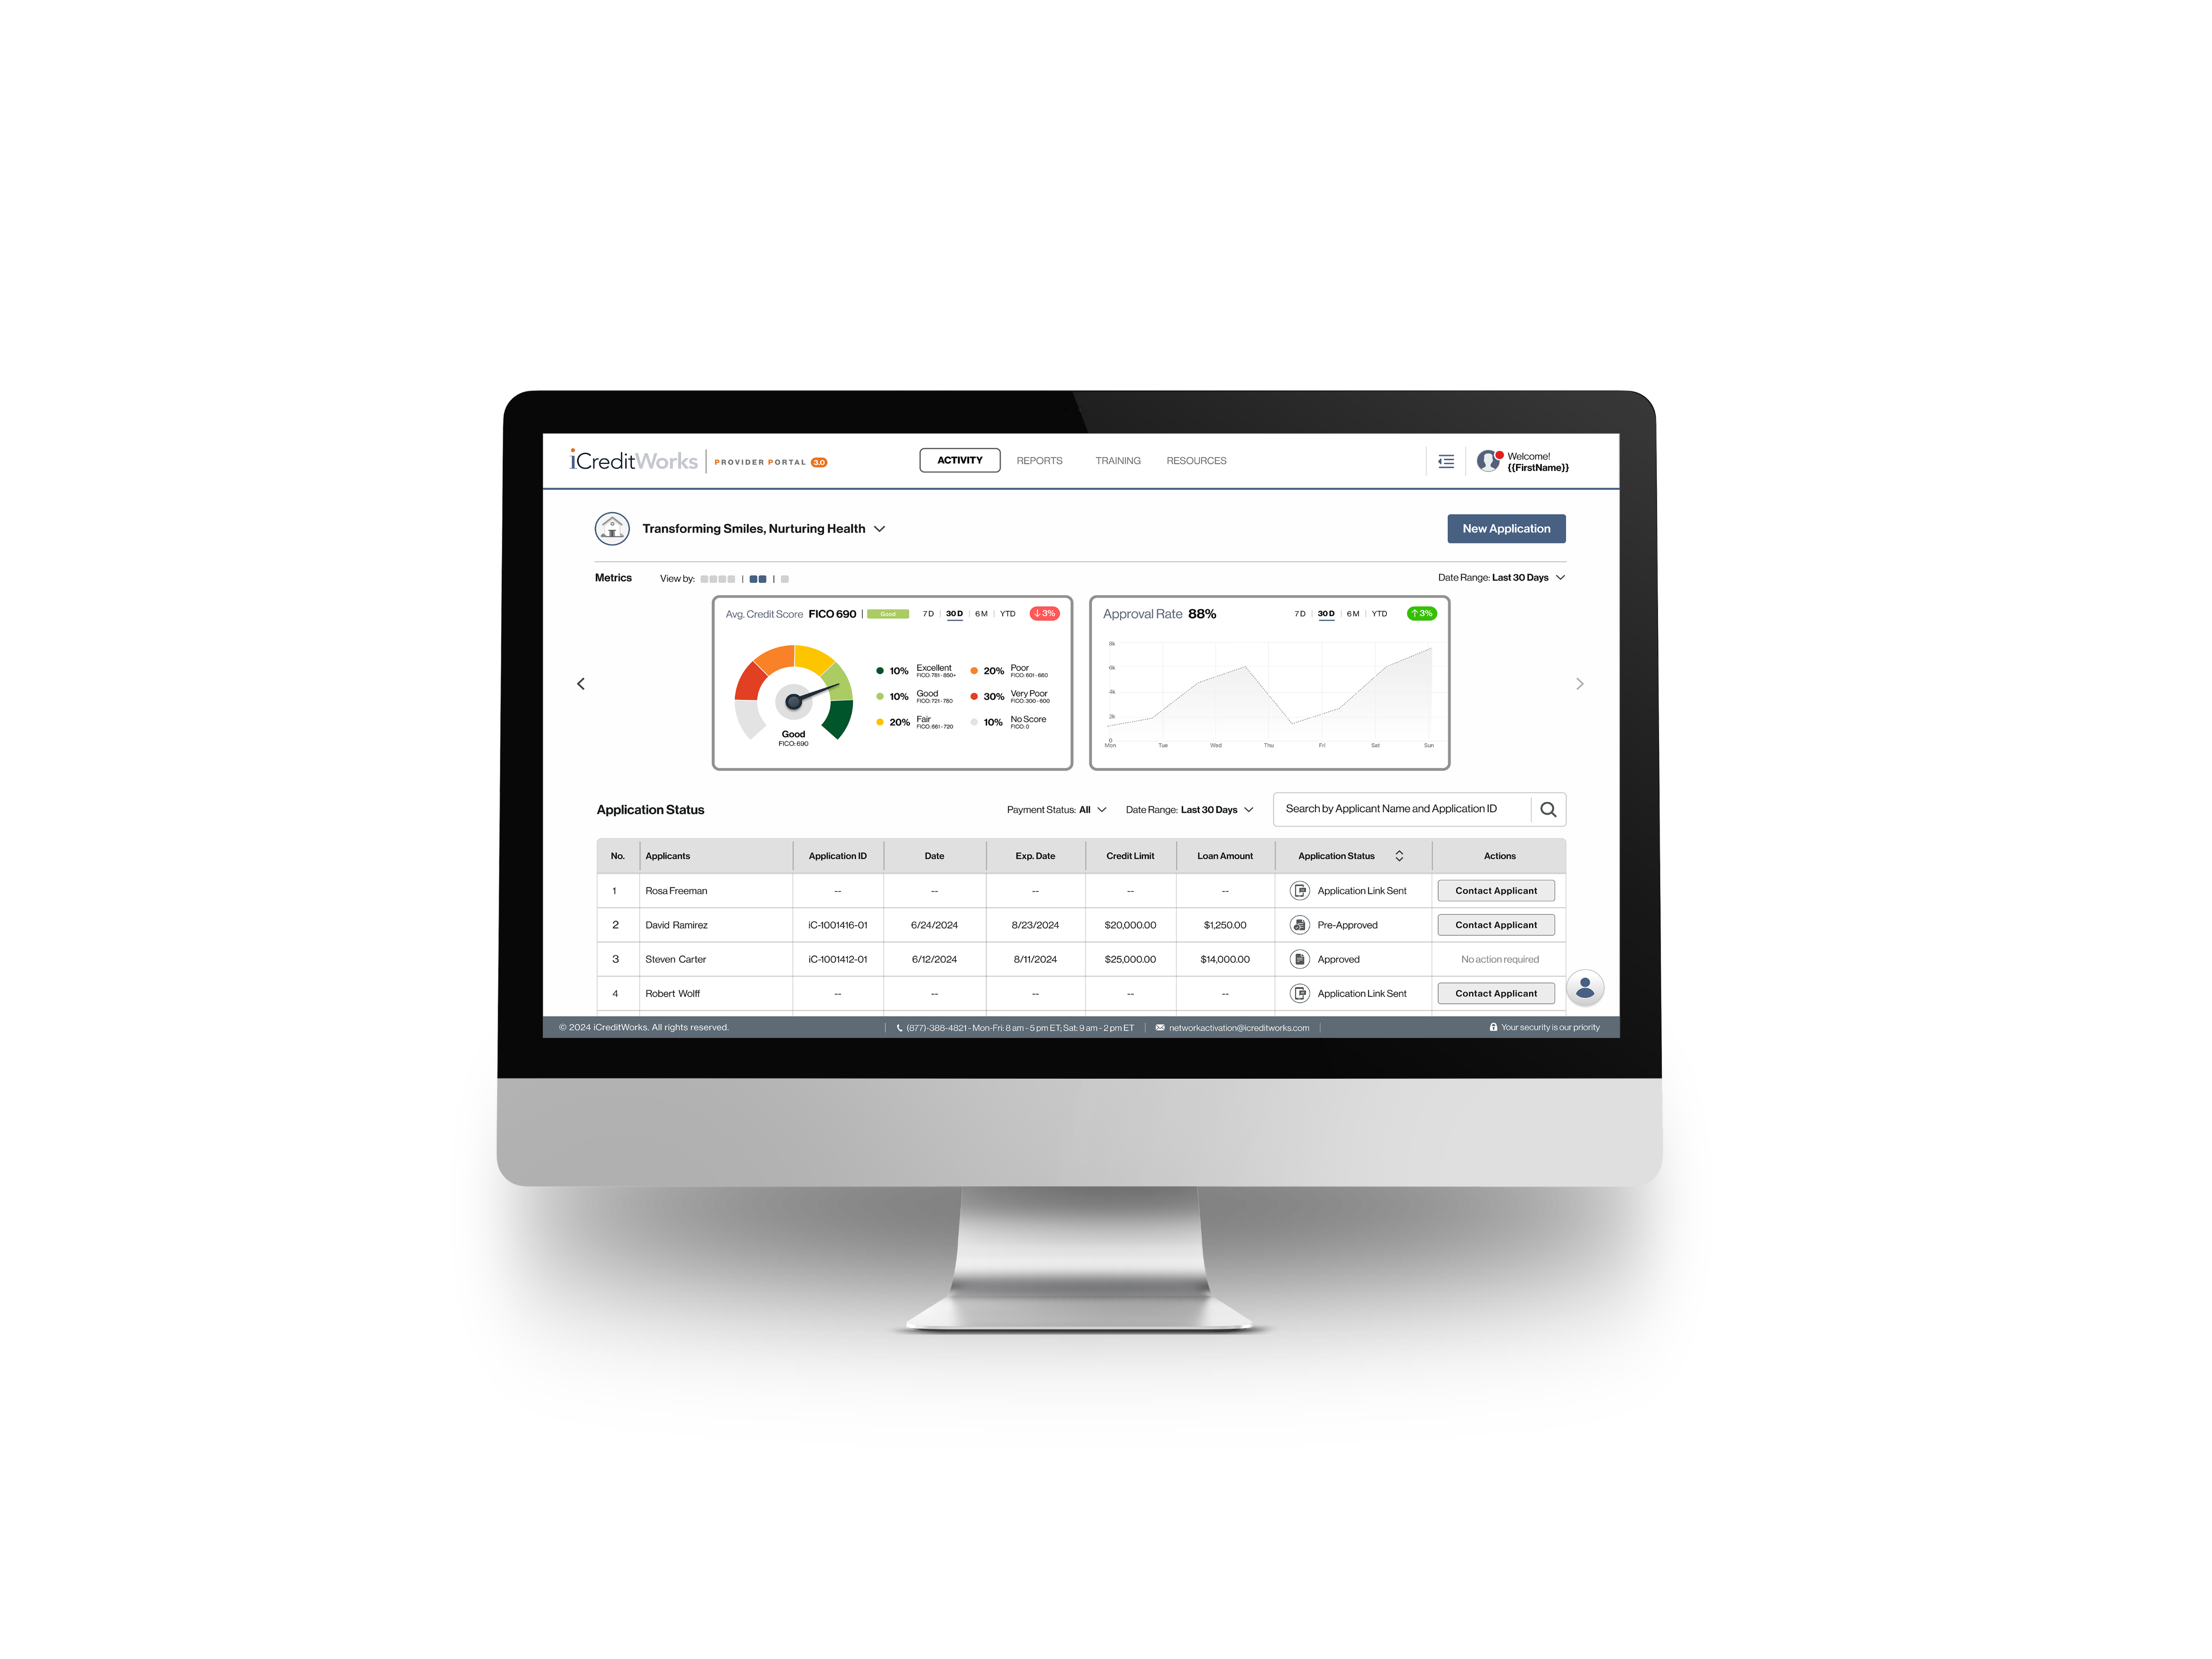 iCreditWorks PROVIDER PORTAL 3.0 ACTIVITY REPORTS TRAINING RESOURCES Welcome!
{{FirstName}}
Transforming Smiles, Nurturing Health New Application
Metrics View by: Date Range: Last 30 Days
Avg. Credit Score FICO 690 | Good 7 D | 30 D | 6 M | YTD ↓ 3%
10% Excellent 20% Poor
FICO: 781 - 850+ FICO: 601 - 660
10% Good 30% Very Poor
FICO: 721 - 780 FICO: 300 - 600
20% Fair 10% No Score
FICO: 661 - 720 FICO: 0
Good
FICO: 690
Approval Rate 88% 7 D | 30 D | 6 M | YTD ↑ 3%
8k
6k
4k
2k
0
Mon Tue Wed Thu Fri Sat Sun
Application Status Payment Status: All Date Range: Last 30 Days Search by Applicant Name and Application ID
No. Applicants Application ID Date Exp. Date Credit Limit Loan Amount Application Status Actions
1 Rosa Freeman -- -- -- -- -- Application Link Sent Contact Applicant
2 David Ramirez iC-1001416-01 6/24/2024 8/23/2024 $20,000.00 $1,250.00 Pre-Approved Contact Applicant
3 Steven Carter iC-1001412-01 6/12/2024 8/11/2024 $25,000.00 $14,000.00 Approved No action required
4 Robert Wolff -- -- -- -- -- Application Link Sent Contact Applicant
© 2024 iCreditWorks. All rights reserved. | (877)-388-4821 - Mon-Fri: 8 am - 5 pm ET; Sat: 9 am - 2 pm ET | networkactivation@icreditworks.com | Your security is our priority